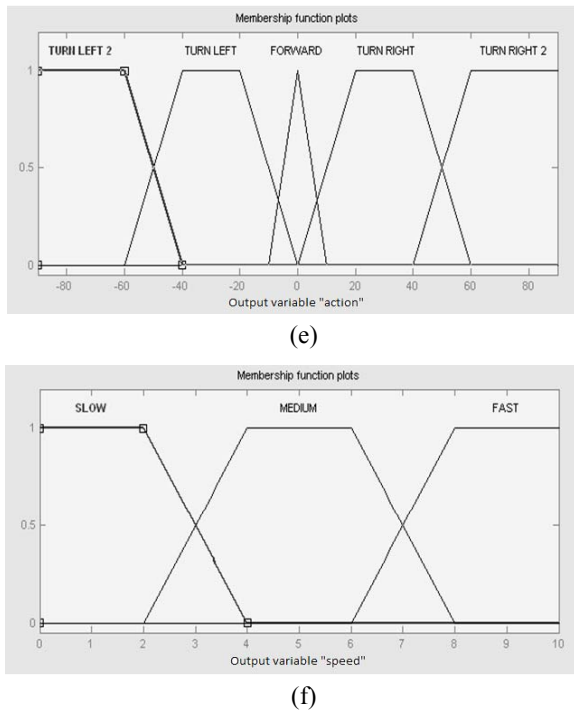 Membership function plots
TURN LEFT 2 TURN LEFT FORWARD TURN RIGHT TURN RIGHT 2
1
0.5
0
-80 -60 -40 -20 0 20 40 60 80
Output variable "action"
(e)
Membership function plots
SLOW MEDIUM FAST
1
0.5
0
0 1 2 3 4 5 6 7 8 9 10
Output variable "speed"
(f)